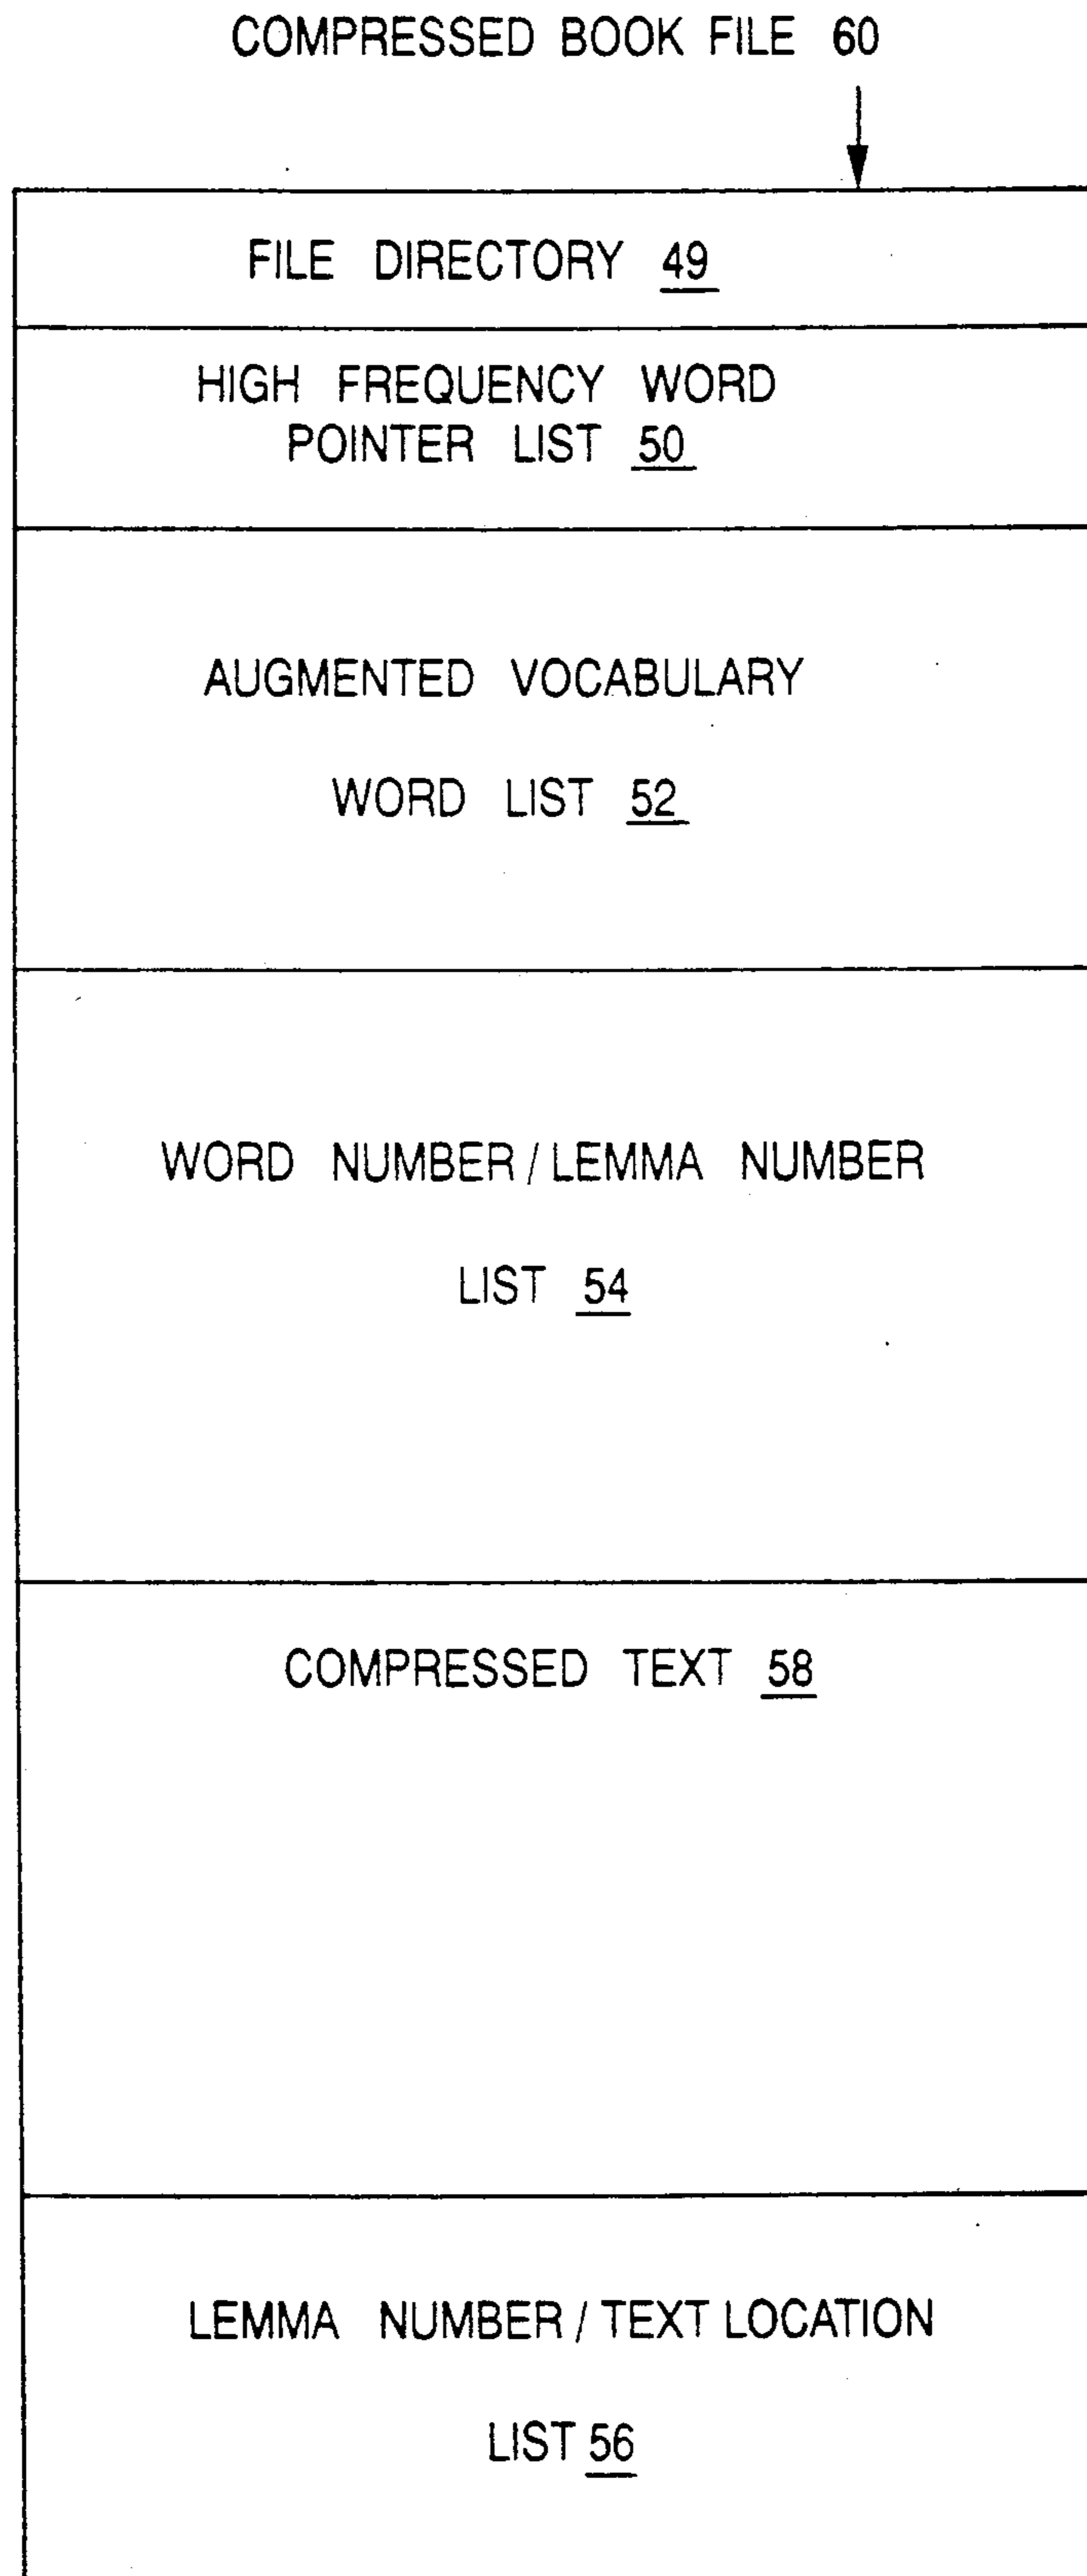 COMPRESSED BOOK FILE 60
FILE DIRECTORY 49
HIGH FREQUENCY WORD
POINTER LIST 50
AUGMENTED VOCABULARY
WORD LIST 52
WORD NUMBER / LEMMA NUMBER
LIST 54
COMPRESSED TEXT 58
LEMMA NUMBER / TEXT LOCATION
LIST 56